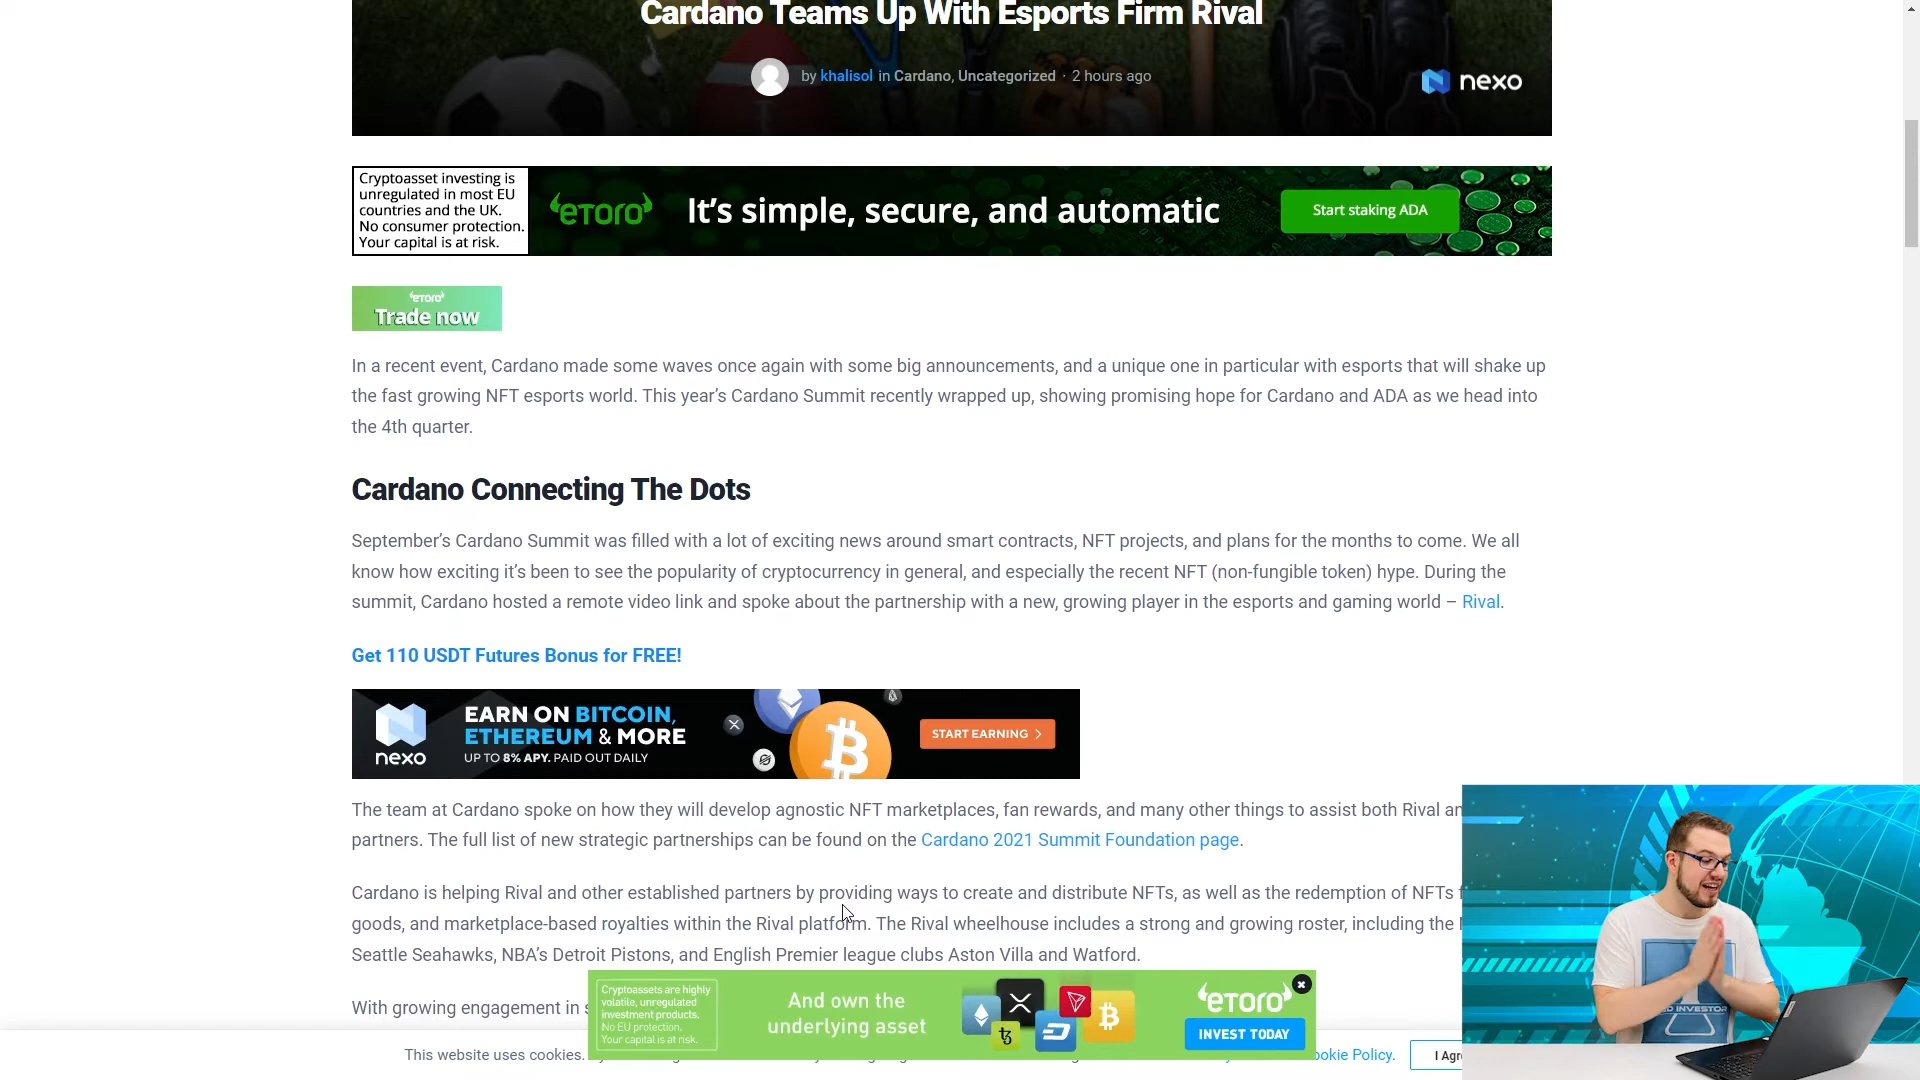 Cardano Teams Up With Esports Firm Rival
by khalisol in Cardano, Uncategorized · 2 hours ago
nexo
Cryptoasset investing is
unregulated in most EU
countries and the UK.
No consumer protection.
Your capital is at risk.
eToro
It's simple, secure, and automatic
Start staking ADA
eToro
Trade now
In a recent event, Cardano made some waves once again with some big announcements, and a unique one in particular with esports that will shake up
the fast growing NFT esports world. This year's Cardano Summit recently wrapped up, showing promising hope for Cardano and ADA as we head into
the 4th quarter.
Cardano Connecting The Dots
September's Cardano Summit was filled with a lot of exciting news around smart contracts, NFT projects, and plans for the months to come. We all
know how exciting it's been to see the popularity of cryptocurrency in general, and especially the recent NFT (non-fungible token) hype. During the
summit, Cardano hosted a remote video link and spoke about the partnership with a new, growing player in the esports and gaming world – Rival.
Get 110 USDT Futures Bonus for FREE!
nexo
EARN ON BITCOIN,
ETHEREUM & MORE
UP TO 8% APY. PAID OUT DAILY
START EARNING >
The team at Cardano spoke on how they will develop agnostic NFT marketplaces, fan rewards, and many other things to assist both Rival
partners. The full list of new strategic partnerships can be found on the Cardano 2021 Summit Foundation page.
Cardano is helping Rival and other established partners by providing ways to create and distribute NFTs, as well as the redemption of NFTs
goods, and marketplace-based royalties within the Rival platform. The Rival wheelhouse includes a strong and growing roster, including the
Seattle Seahawks, NBA's Detroit Pistons, and English Premier league clubs Aston Villa and Watford.
With growing engagement in
Cryptoassets are highly
volatile, unregulated
investment products.
No EU protection.
Your capital is at risk.
And own the
underlying asset
eToro
INVEST TODAY
This website uses cookies.
Policy.
I
INVESTOR